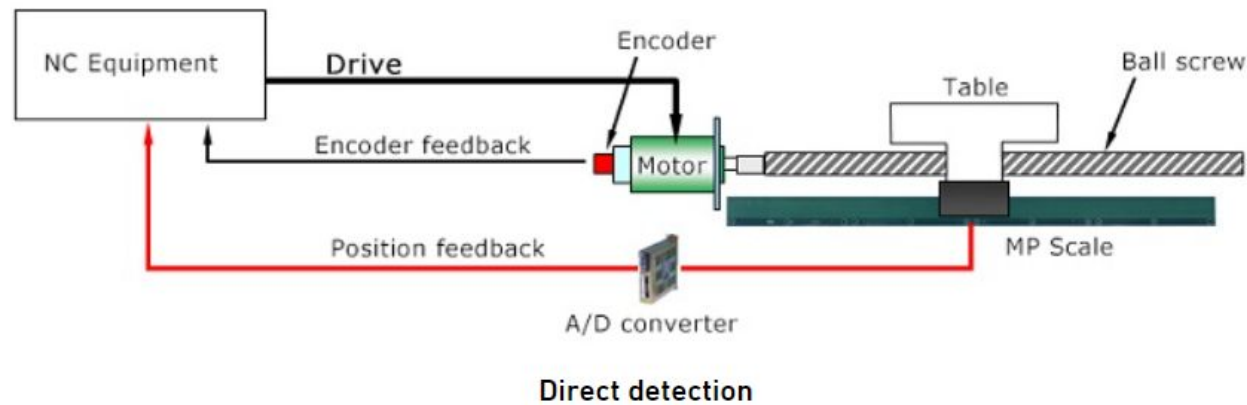 Encoder
NC Equipment
Drive
Ball screw
Table
Encoder feedback
Motor
Position feedback
MP Scale
A/D converter
Direct detection